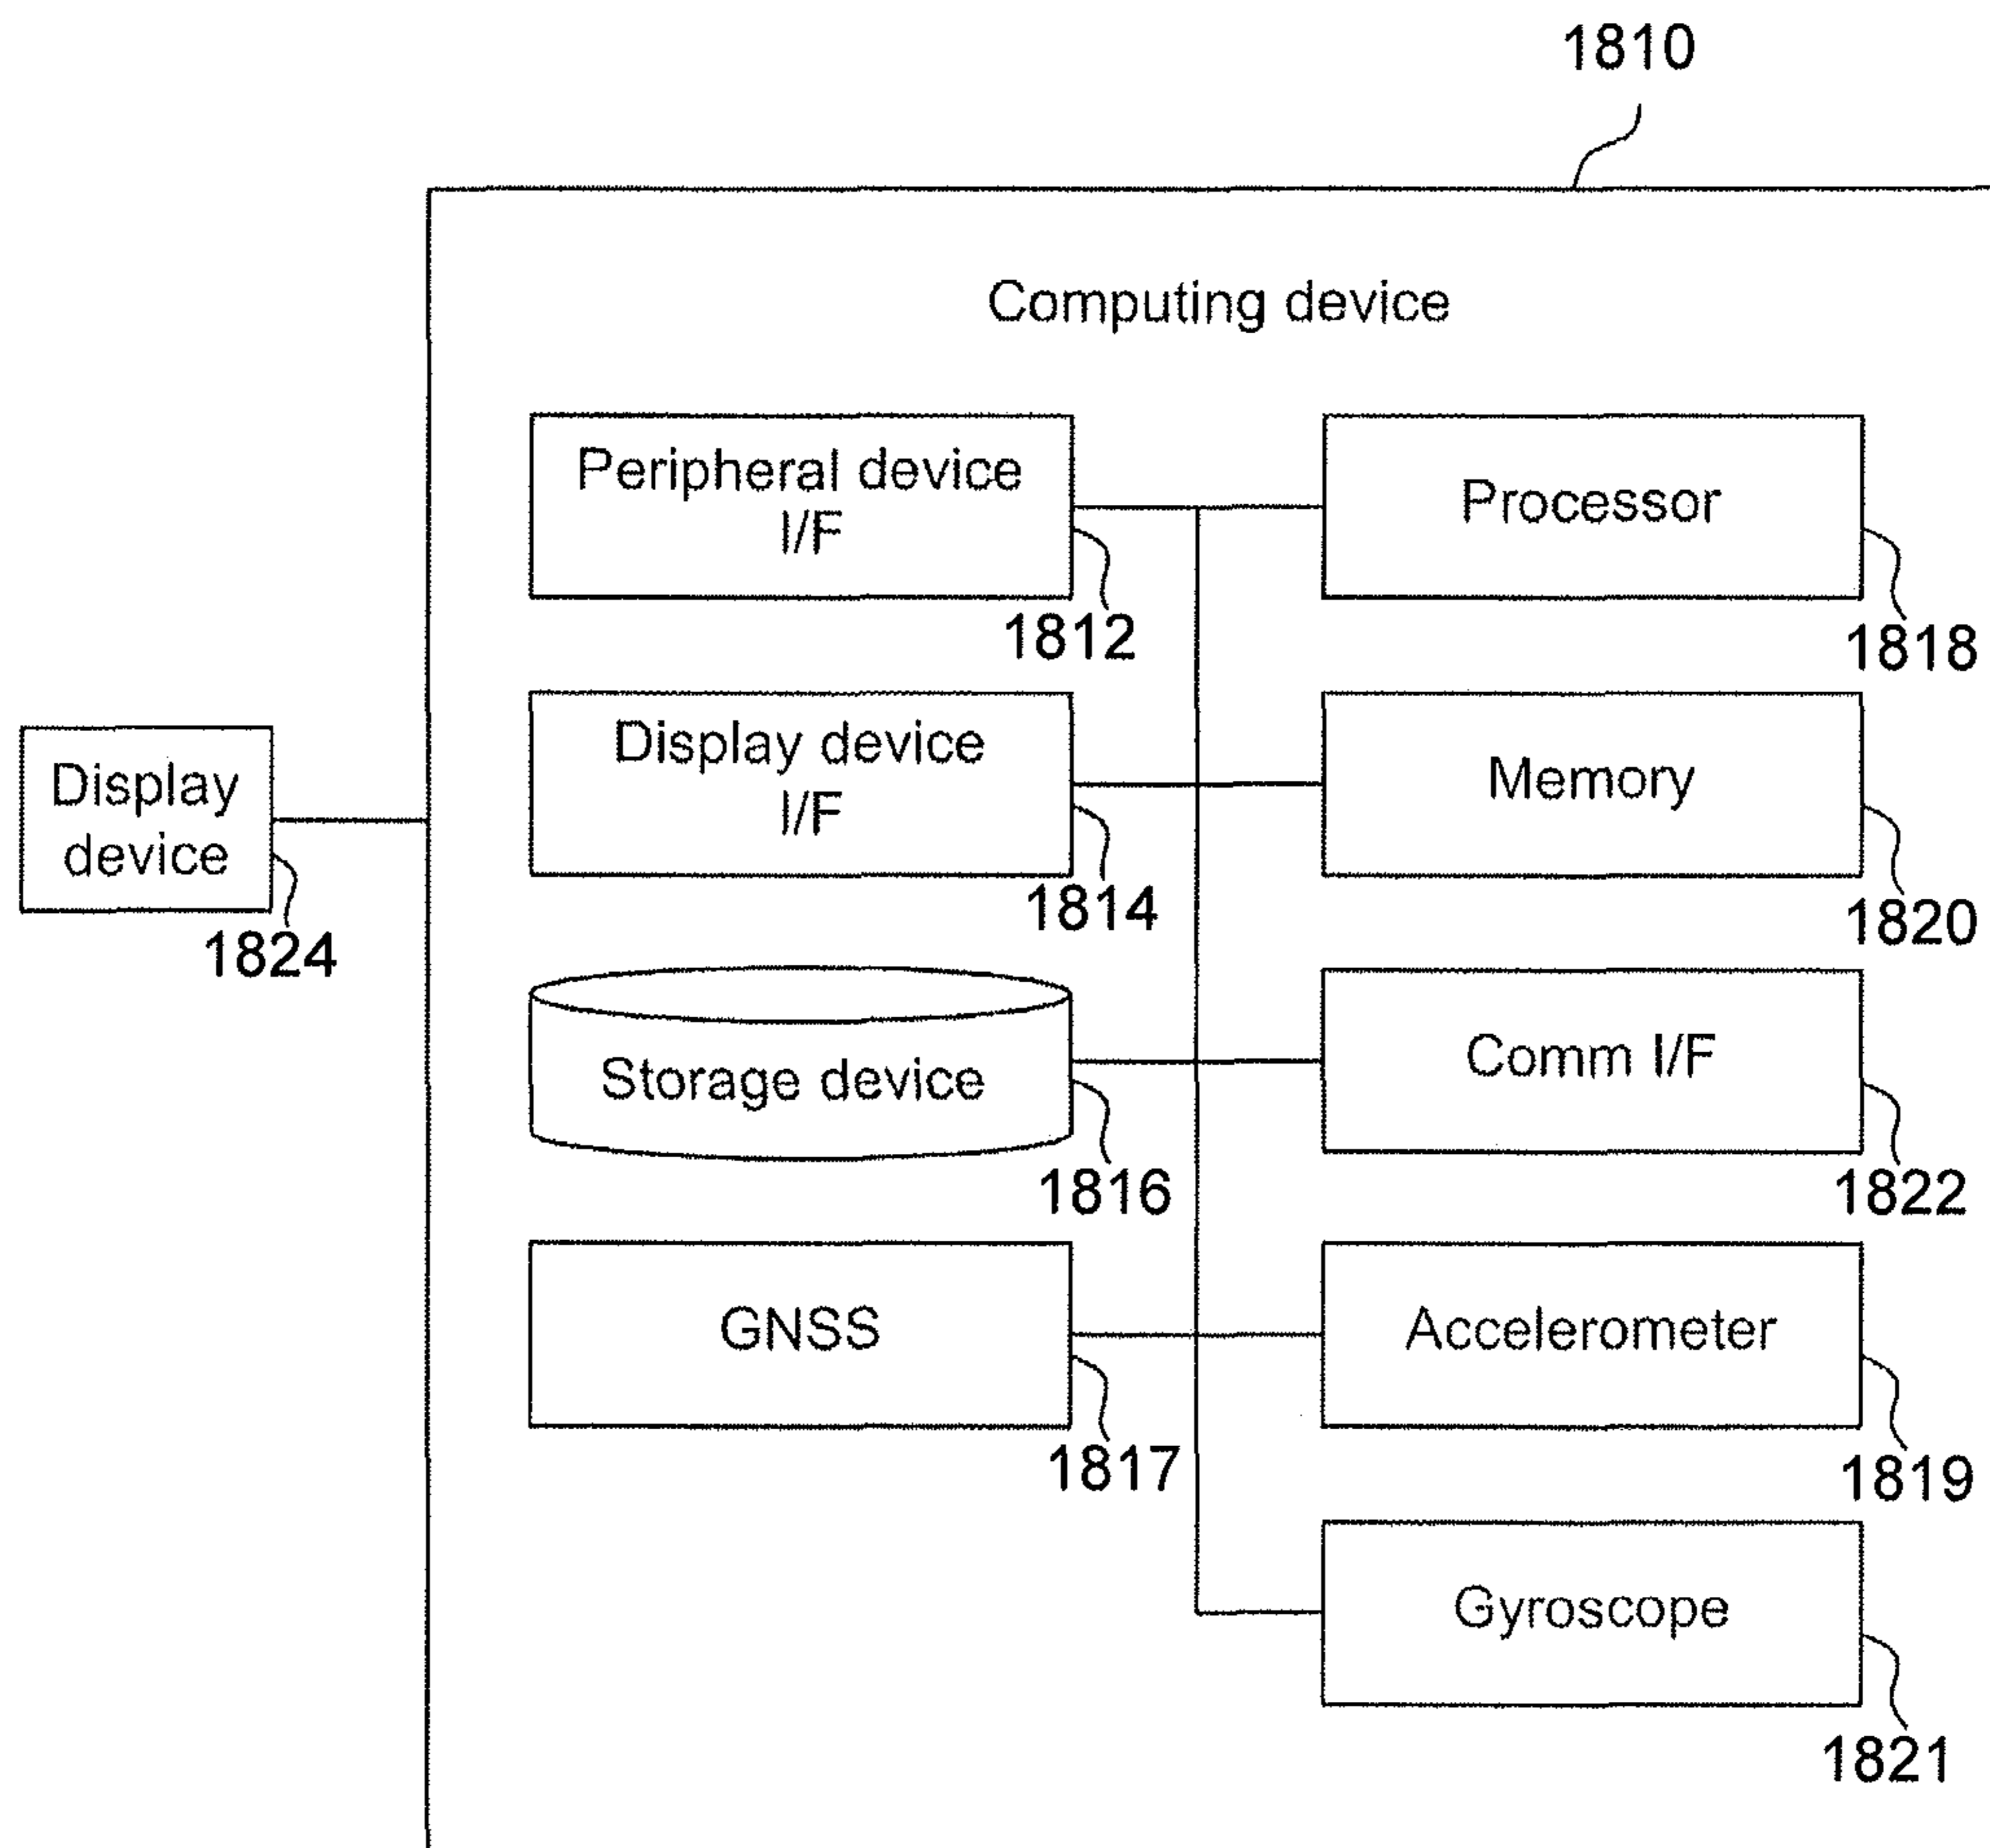 1810
Computing device
Peripheral device
I/F
1812
Processor
1818
Display device
I/F
1814
Memory
1820
Display
device
1824
Storage device
1816
Comm I/F
1822
GNSS
1817
Accelerometer
1819
Gyroscope
1821